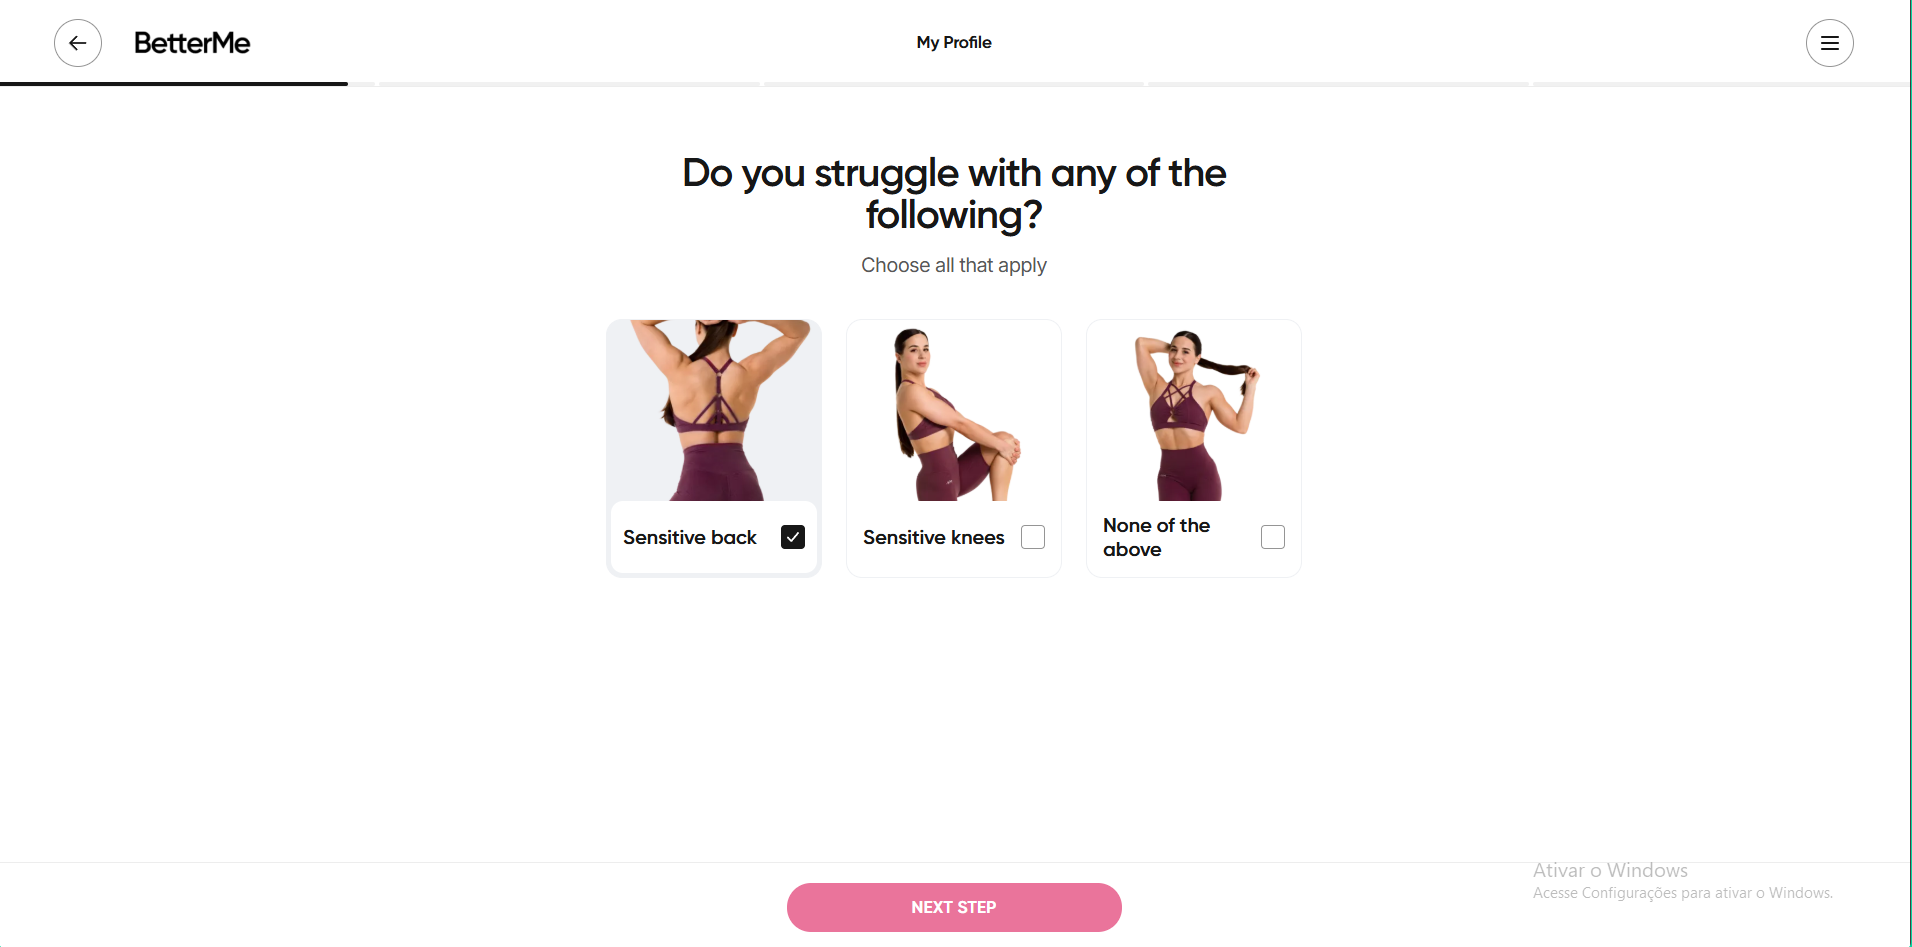 BetterMe
My Profile
Do you struggle with any of the
following?
Choose all that apply
Sensitive back
Sensitive knees
None of the
above
NEXT STEP
Ativar o Windows
Acesse Configurações para ativar o Windows.